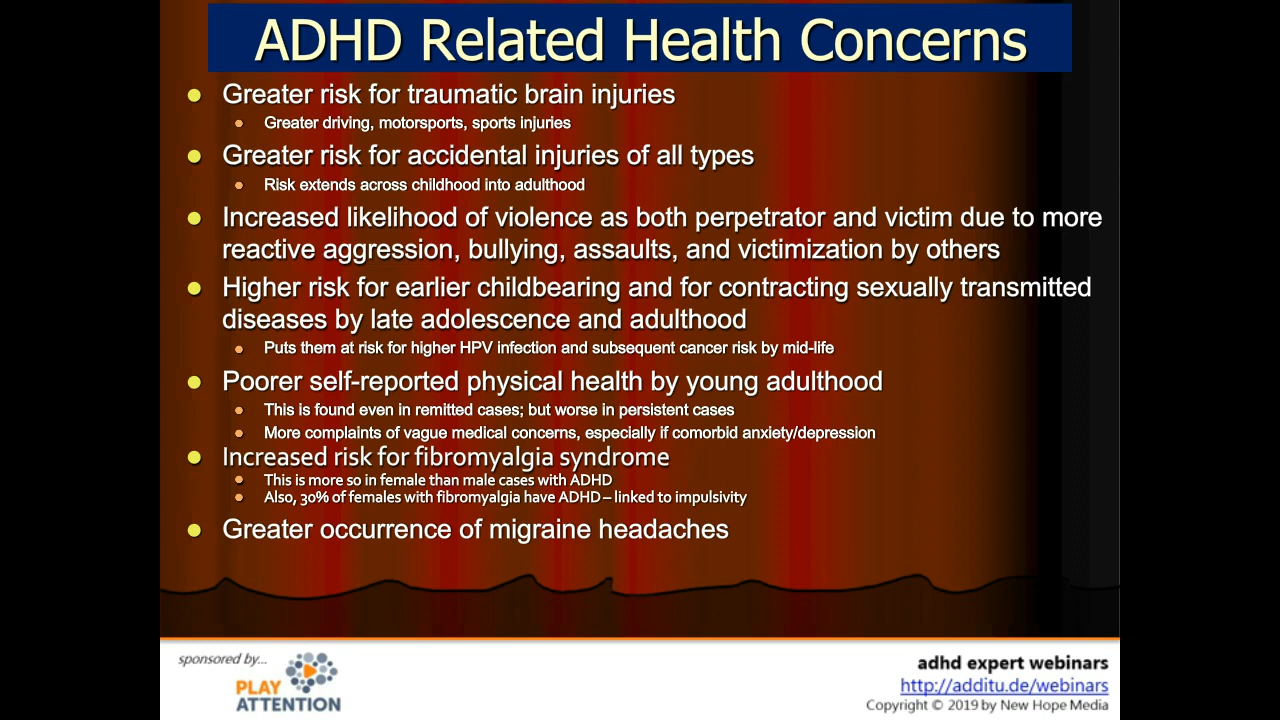 ADHD Related Health Concerns
Greater risk for traumatic brain injuries
Greater driving, motorsports, sports injuries
Greater risk for accidental injuries of all types
Risk extends across childhood into adulthood
Increased likelihood of violence as both perpetrator and victim due to more
reactive aggression, bullying, assaults, and victimization by others
Higher risk for earlier childbearing and for contracting sexually transmitted
diseases by late adolescence and adulthood
Puts them at risk for higher HPV infection and subsequent cancer risk by mid-life
Poorer self-reported physical health by young adulthood
This is found even in remitted cases; but worse in persistent cases
More complaints of vague medical concerns, especially if comorbid anxiety/depression
Increased risk for fibromyalgia syndrome
This is more so in female than male cases with ADHD
Also, 30% of females with fibromyalgia have ADHD – linked to impulsivity
Greater occurrence of migraine headaches
sponsored by...
PLAY
ATTENTION
adhd expert webinars
http://additu.de/webinars
Copyright © 2019 by New Hope Media